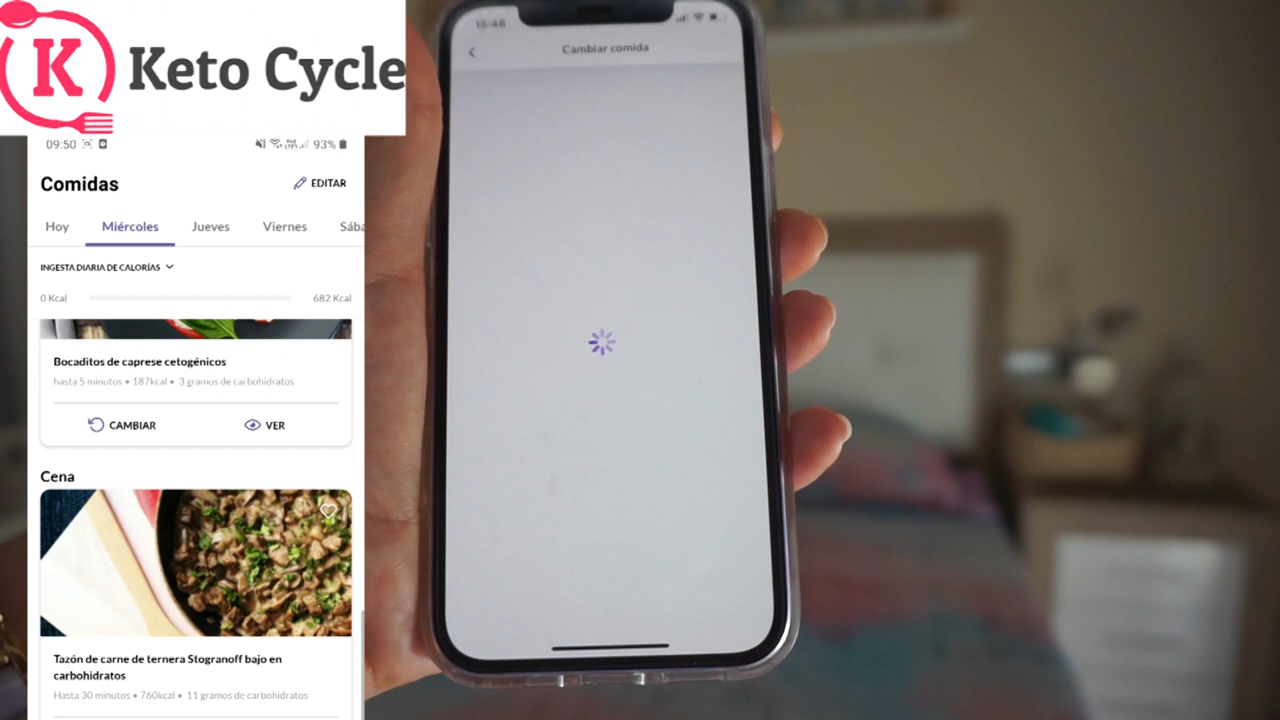 K Keto Cycle
09:50
93%
Comidas
EDITAR
Hoy
Miércoles
Jueves
Viernes
Sába
INGESTA DIARIA DE CALORÍAS
0 Kcal
682 Kcal
Bocaditos de caprese cetogénicos
hasta 5 minutos • 187kcal • 3 gramos de carbohidratos
CAMBIAR
VER
Cena
Tazón de carne de ternera Stogranoff bajo en
carbohidratos
Hasta 30 minutos • 760kcal • 11 gramos de carbohidratos
15:48
Cambiar comida